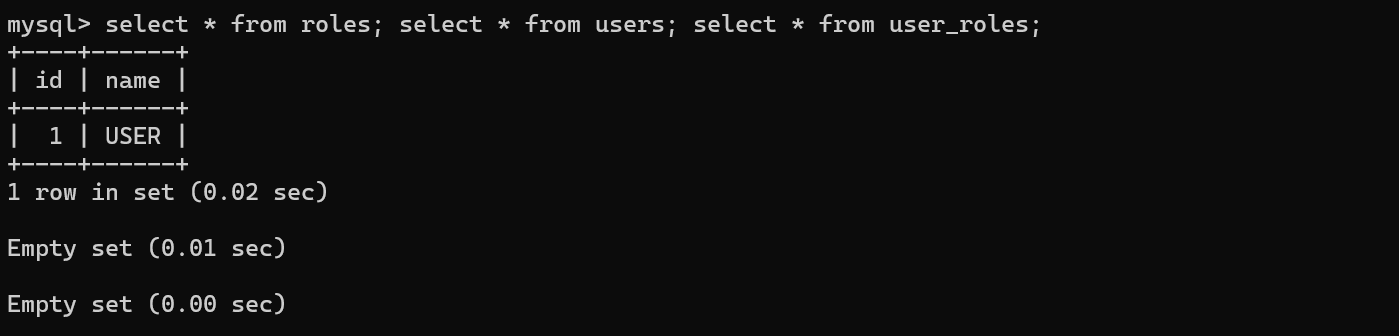 mysql> select * from roles; select * from users; select * from user_roles;
+----+------+
| id | name |
+----+------+
|  1 | USER |
+----+------+
1 row in set (0.02 sec)

Empty set (0.01 sec)

Empty set (0.00 sec)